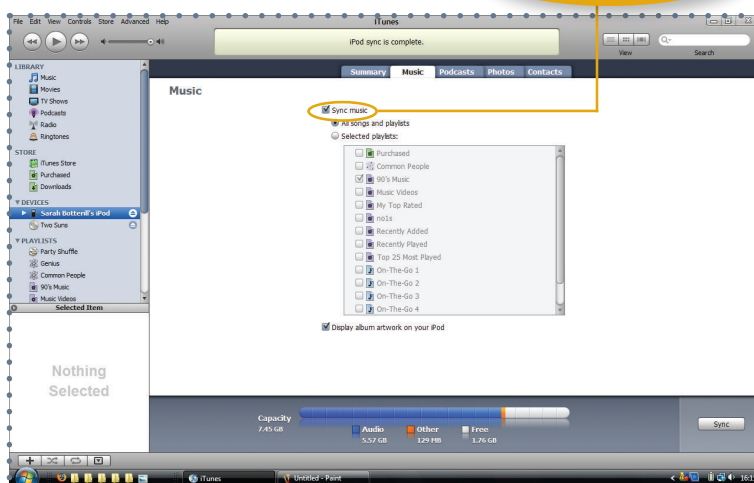 File Edit View Controls Store Advanced Help
iTunes
iPod sync is complete.
View
Search
LIBRARY
Music
Movies
TV Shows
Podcasts
Radio
Ringtones
STORE
iTunes Store
Purchased
Downloads
DEVICES
Sarah Botterill's iPod
Two Suns
PLAYLISTS
Party Shuffle
Genius
Common People
90's Music
Music Videos
Selected Item
Nothing
Selected
Summary Music Podcasts Photos Contacts
Music
Sync music
All songs and playlists
Selected playlists:
Purchased
Common People
90's Music
Music Videos
My Top Rated
no1s
Recently Added
Recently Played
Top 25 Most Played
On-The-Go 1
On-The-Go 2
On-The-Go 3
On-The-Go 4
Display album artwork on your iPod
Capacity
7.45 GB
Audio
5.57 GB
Other
129 MB
Free
1.76 GB
Sync
iTunes
Untitled - Paint